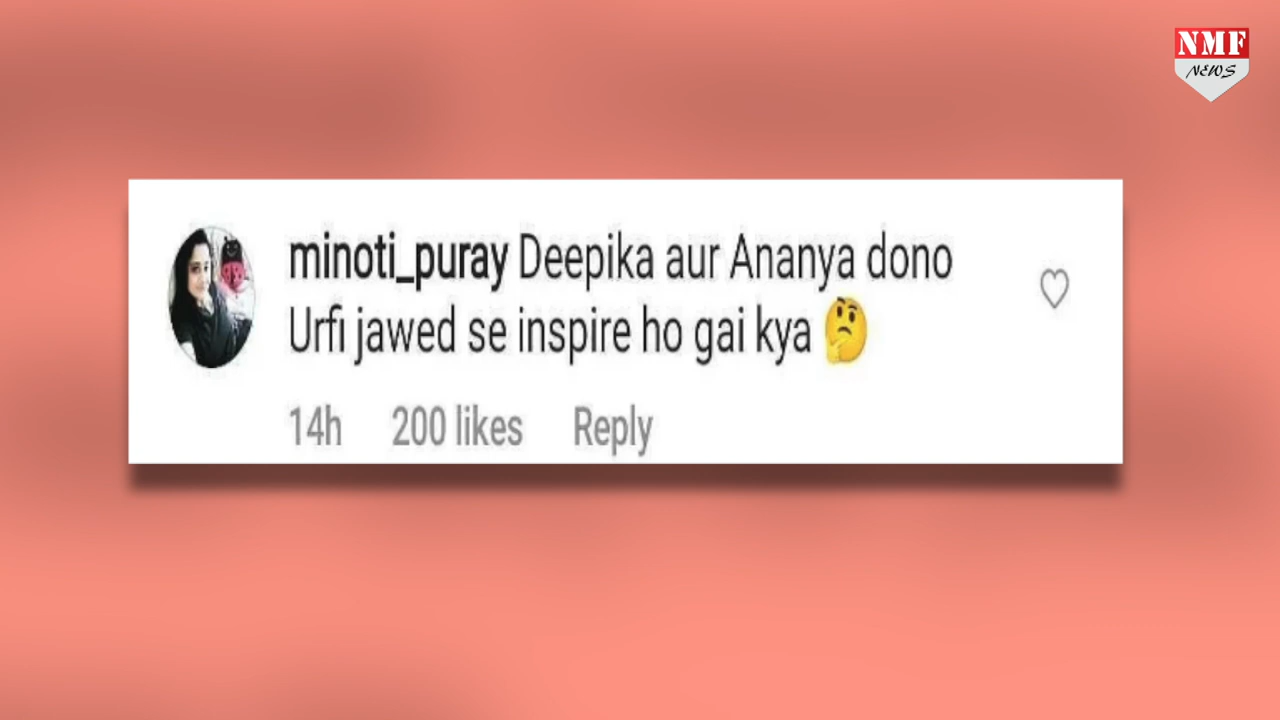 NMF
NEWS
minoti_puray Deepika aur Ananya dono
Urfi jawed se inspire ho gai kya 🤔
14h 200 likes Reply